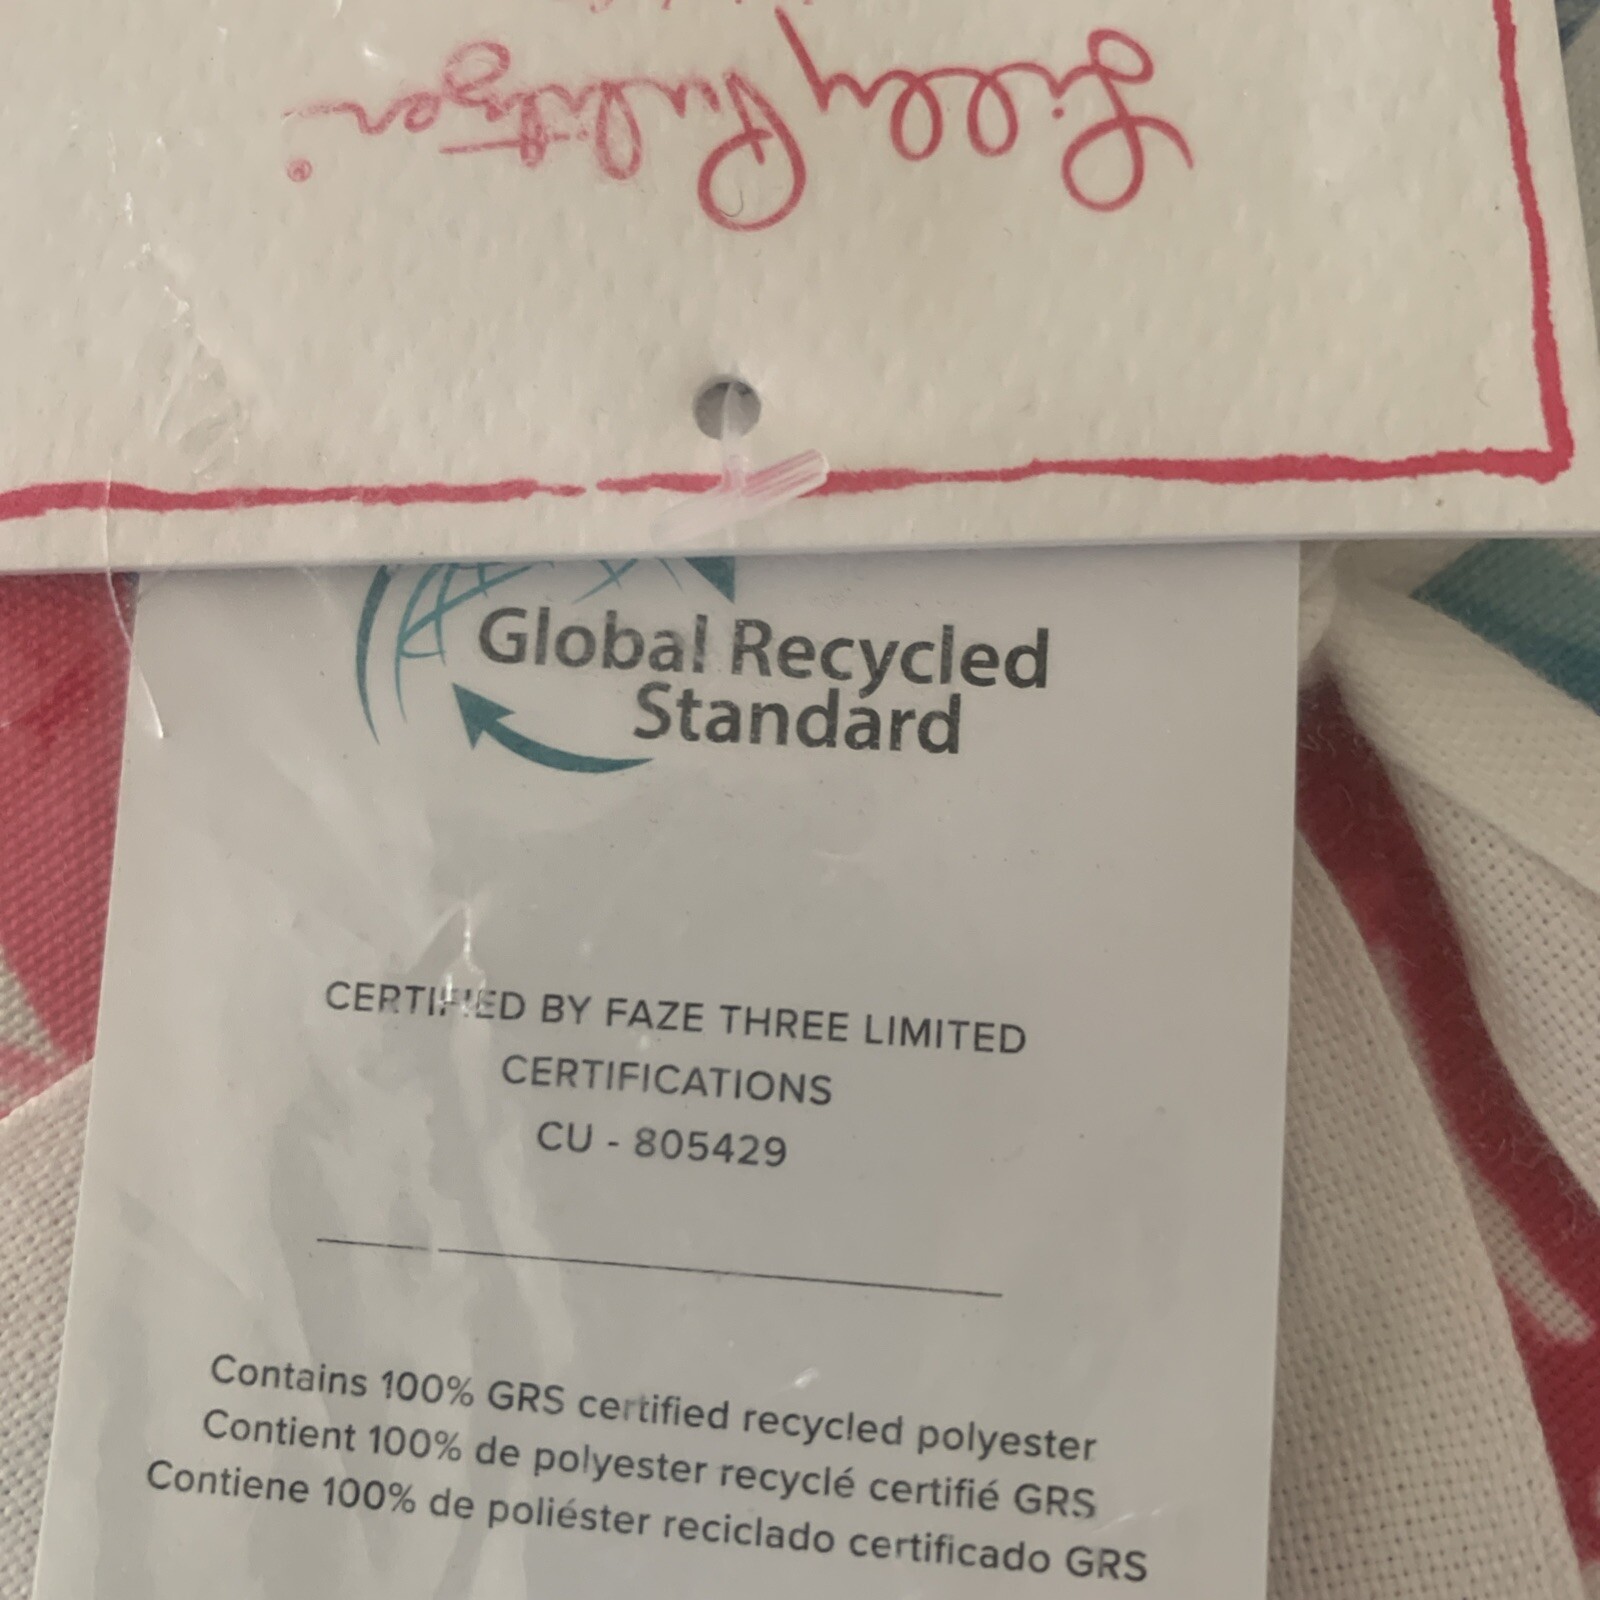 Lilly Pulitzer®
Global Recycled
Standard
CERTIFIED BY FAZE THREE LIMITED
CERTIFICATIONS
CU - 805429
Contains 100% GRS certified recycled polyester
Contient 100% de polyester recyclé certifié GRS
Contiene 100% de poliéster reciclado certificado GRS